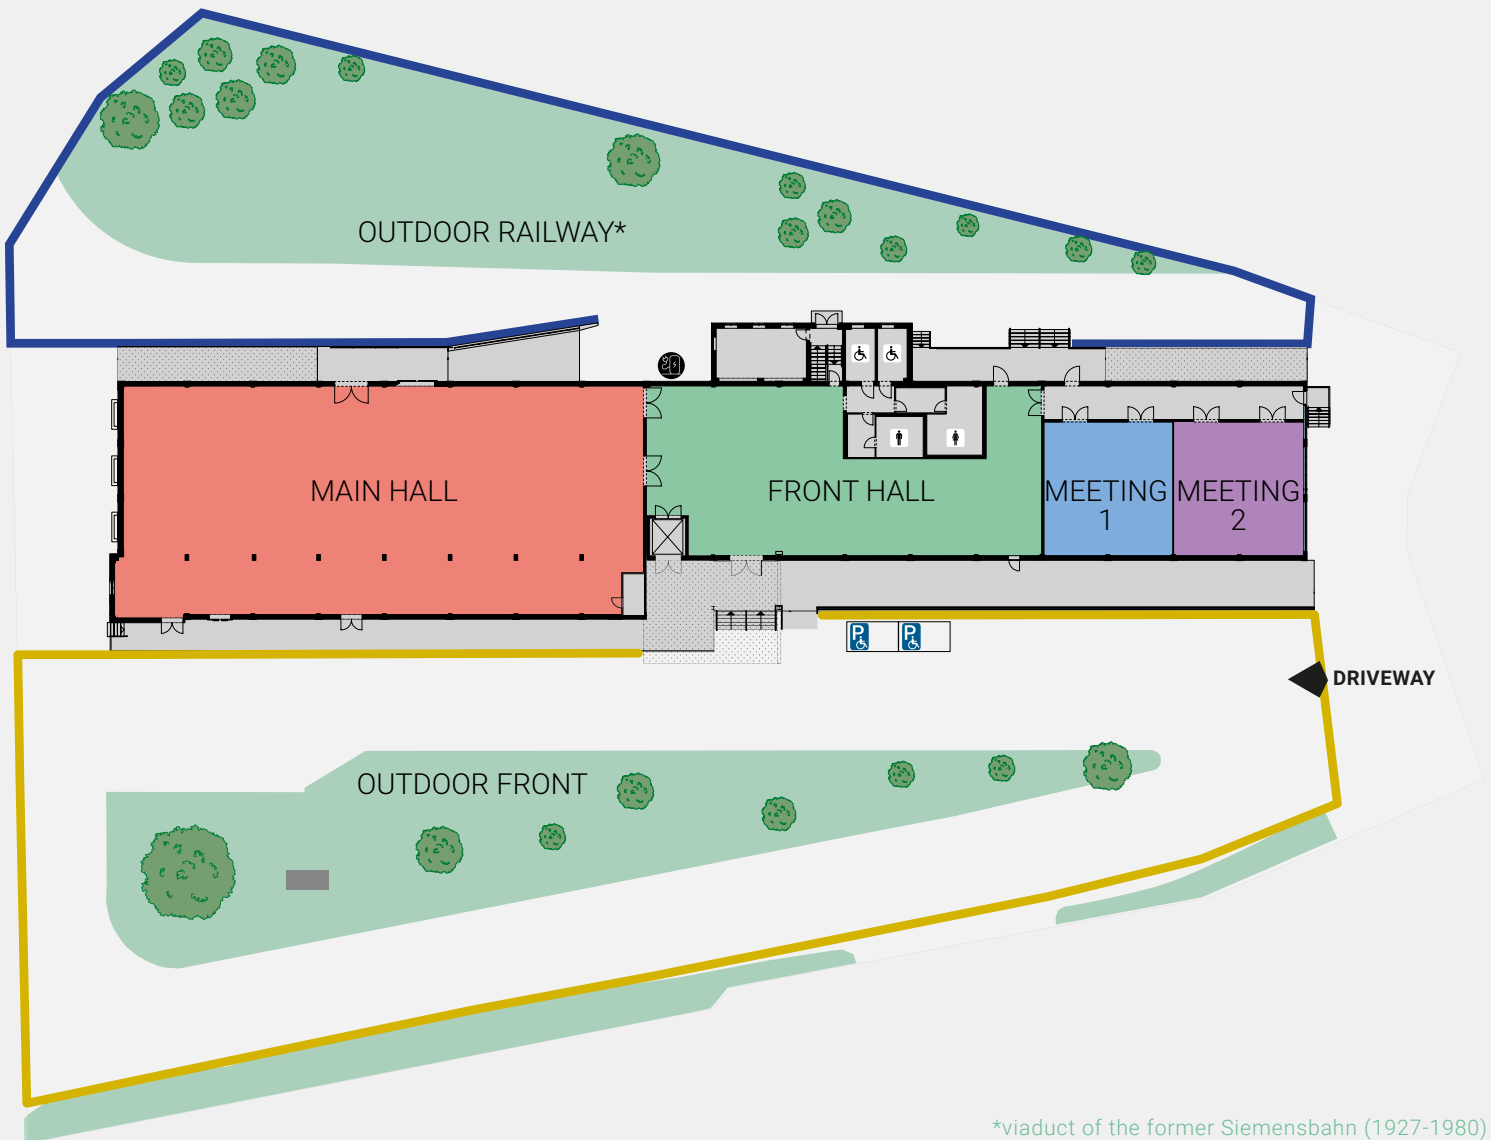 OUTDOOR RAILWAY*
MAIN HALL
FRONT HALL
MEETING
1
MEETING
2
P
P
DRIVEWAY
OUTDOOR FRONT
*viaduct of the former Siemensbahn (1927-1980)